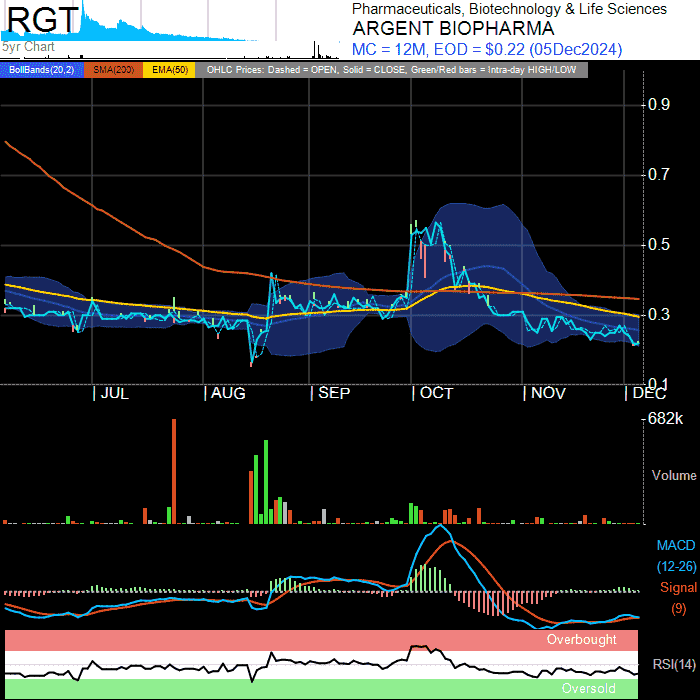 RGT
5yr Chart
Pharmaceuticals, Biotechnology & Life Sciences
ARGENT BIOPHARMA
MC = 12M, EOD = $0.22 (05Dec2024)
BollBands(20,2) SMA(200) EMA(50) OHLC Prices: Dashed = OPEN, Solid = CLOSE, Green/Red bars = Intra-day HIGH/LOW
0.9
0.7
0.5
0.3
0.1
| JUL | AUG | SEP | OCT | NOV | DEC
682k
Volume
MACD
(12-26)
Signal
(9)
Overbought
RSI(14)
Oversold